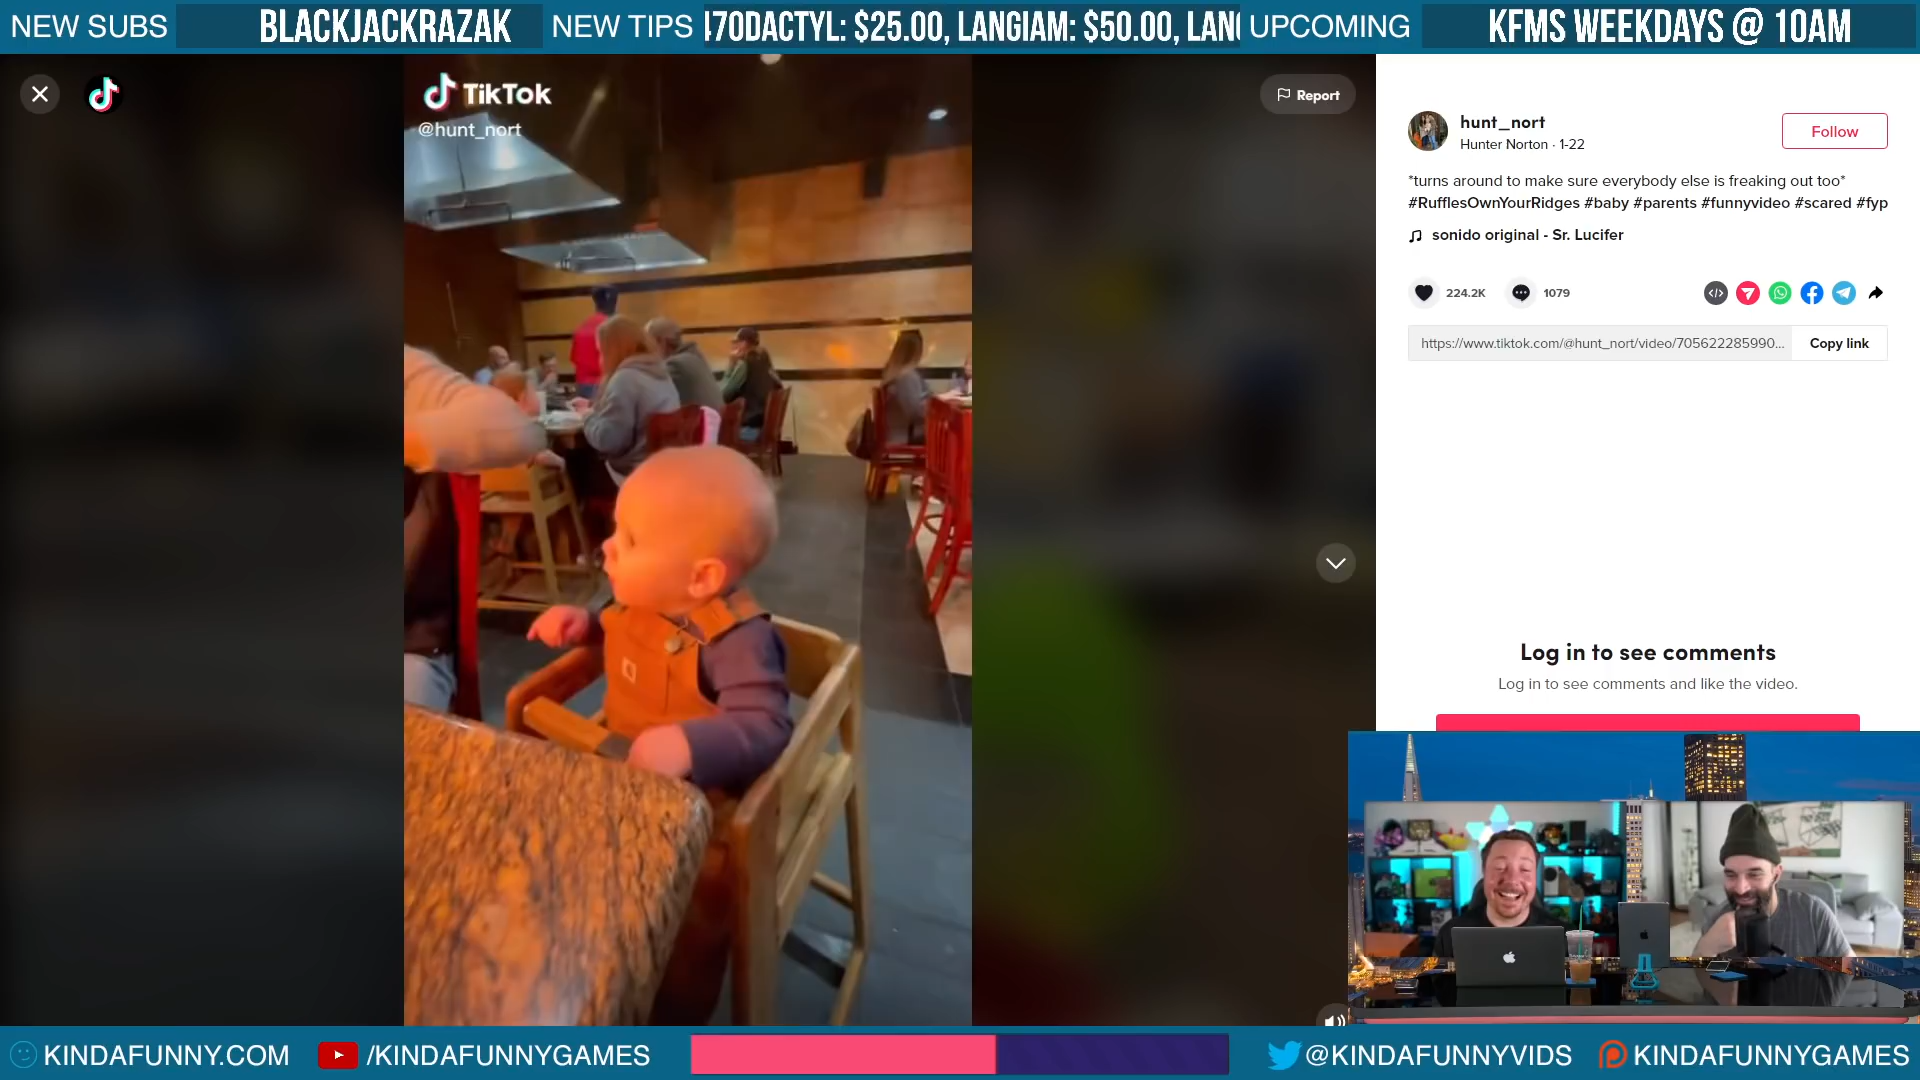 NEW SUBS
BLACKJACKRAZAK
NEW TIPS
470DACTYL: $25.00, LANGIAM: $50.00, LAN
UPCOMING
KFMS WEEKDAYS @ 10AM
TikTok
@hunt_nort
Report
hunt_nort
Hunter Norton · 1-22
Follow
*turns around to make sure everybody else is freaking out too*
#RufflesOwnYourRidges #baby #parents #funnyvideo #scared #fyp
sonido original - Sr. Lucifer
224.2K
1079
https://www.tiktok.com/@hunt_nort/video/705622285990...
Copy link
Log in to see comments
Log in to see comments and like the video.
KINDAFUNNY.COM
/KINDAFUNNYGAMES
@KINDAFUNNYVIDS
KINDAFUNNYGAMES